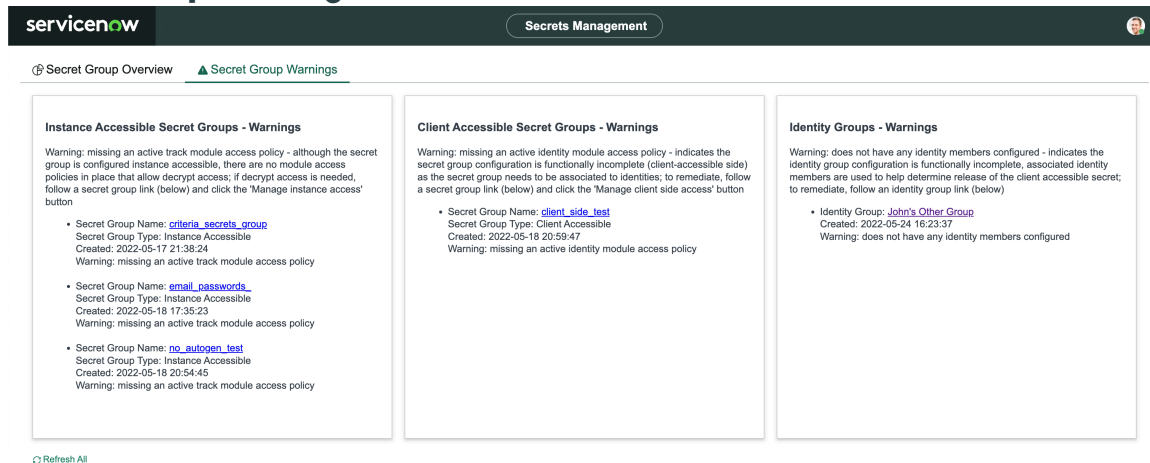 servicenow
Secrets Management
Secret Group Overview
Secret Group Warnings
Instance Accessible Secret Groups - Warnings
Warning: missing an active track module access policy - although the secret
group is configured instance accessible, there are no module access
policies in place that allow decrypt access; if decrypt access is needed,
follow a secret group link (below) and click the 'Manage instance access'
button
• Secret Group Name: criteria_secrets_group
Secret Group Type: Instance Accessible
Created: 2022-05-17 21:38:24
Warning: missing an active track module access policy
• Secret Group Name: email_passwords_
Secret Group Type: Instance Accessible
Created: 2022-05-18 17:35:23
Warning: missing an active track module access policy
• Secret Group Name: no_autogen_test
Secret Group Type: Instance Accessible
Created: 2022-05-18 20:54:45
Warning: missing an active track module access policy
Client Accessible Secret Groups - Warnings
Warning: missing an active identity module access policy - indicates the
secret group configuration is functionally incomplete (client-accessible side)
as the secret group needs to be associated to identities; to remediate, follow
a secret group link (below) and click the 'Manage client side access' button
• Secret Group Name: client_side_test
Secret Group Type: Client Accessible
Created: 2022-05-18 20:59:47
Warning: missing an active identity module access policy
Identity Groups - Warnings
Warning: does not have any identity members configured - indicates the
identity group configuration is functionally incomplete, associated identity
members are used to help determine release of the client accessible secret;
to remediate, follow an identity group link (below)
• Identity Group: John's Other Group
Created: 2022-05-24 16:23:37
Warning: does not have any identity members configured
Refresh All